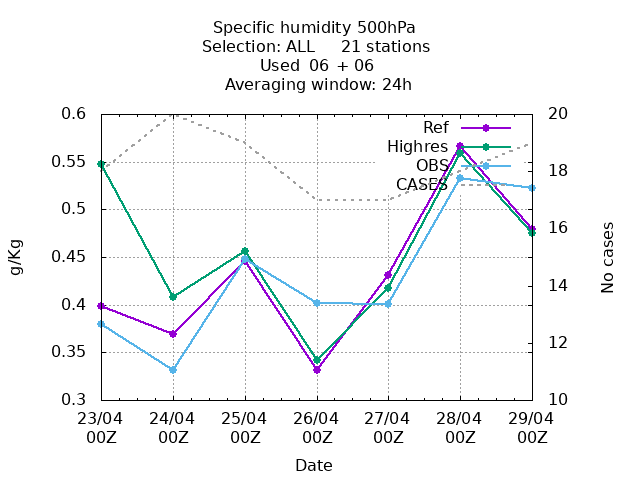 Specific humidity 500hPa
Selection: ALL     21 stations
Used  06 + 06
Averaging window: 24h
0.6
0.55
0.5
0.45
0.4
0.35
0.3
g/Kg
20
18
16
14
12
10
No cases
Ref
Highres
OBS
CASES
23/04 24/04 25/04 26/04 27/04 28/04 29/04
00Z 00Z 00Z 00Z 00Z 00Z 00Z
Date